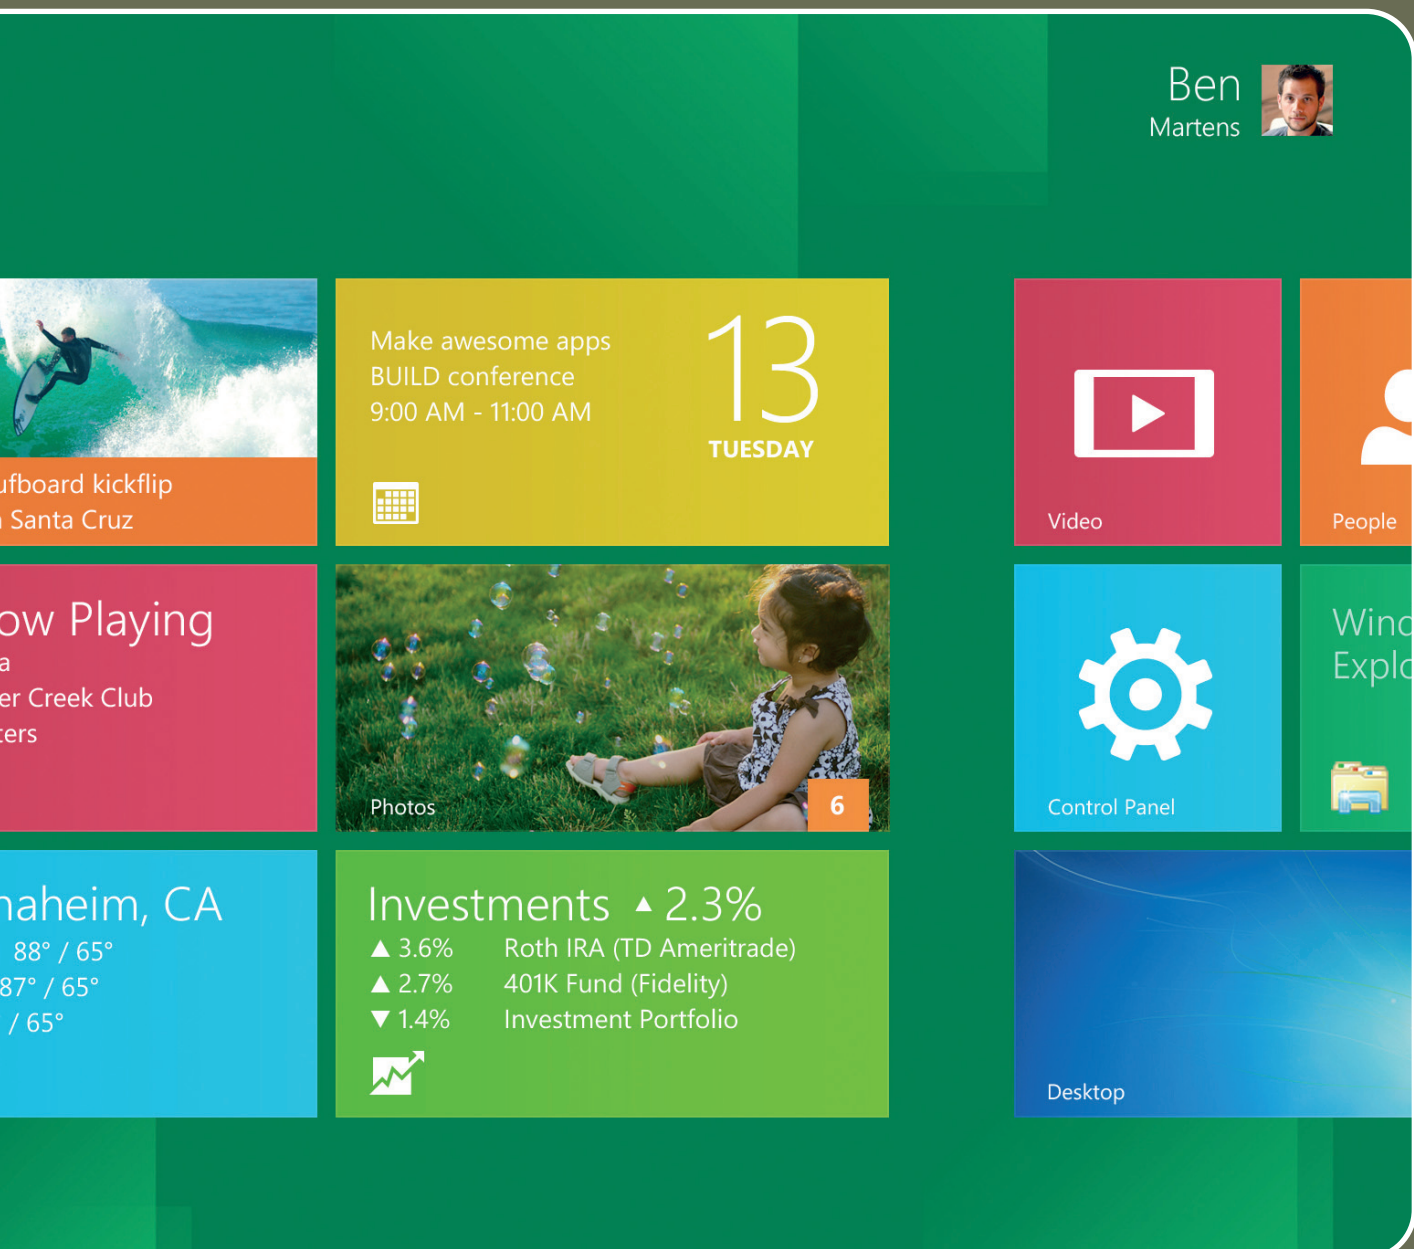 Ben
Martens
ufboard kickflip
Santa Cruz
Make awesome apps
BUILD conference
9:00 AM - 11:00 AM
13
TUESDAY
Video
People
ow Playing
a
er Creek Club
ters
Photos
6
Control Panel
Wind
Explo
naheim, CA
88° / 65°
87° / 65°
/ 65°
Investments ▲ 2.3%
▲ 3.6% Roth IRA (TD Ameritrade)
▲ 2.7% 401K Fund (Fidelity)
▼ 1.4% Investment Portfolio
Desktop